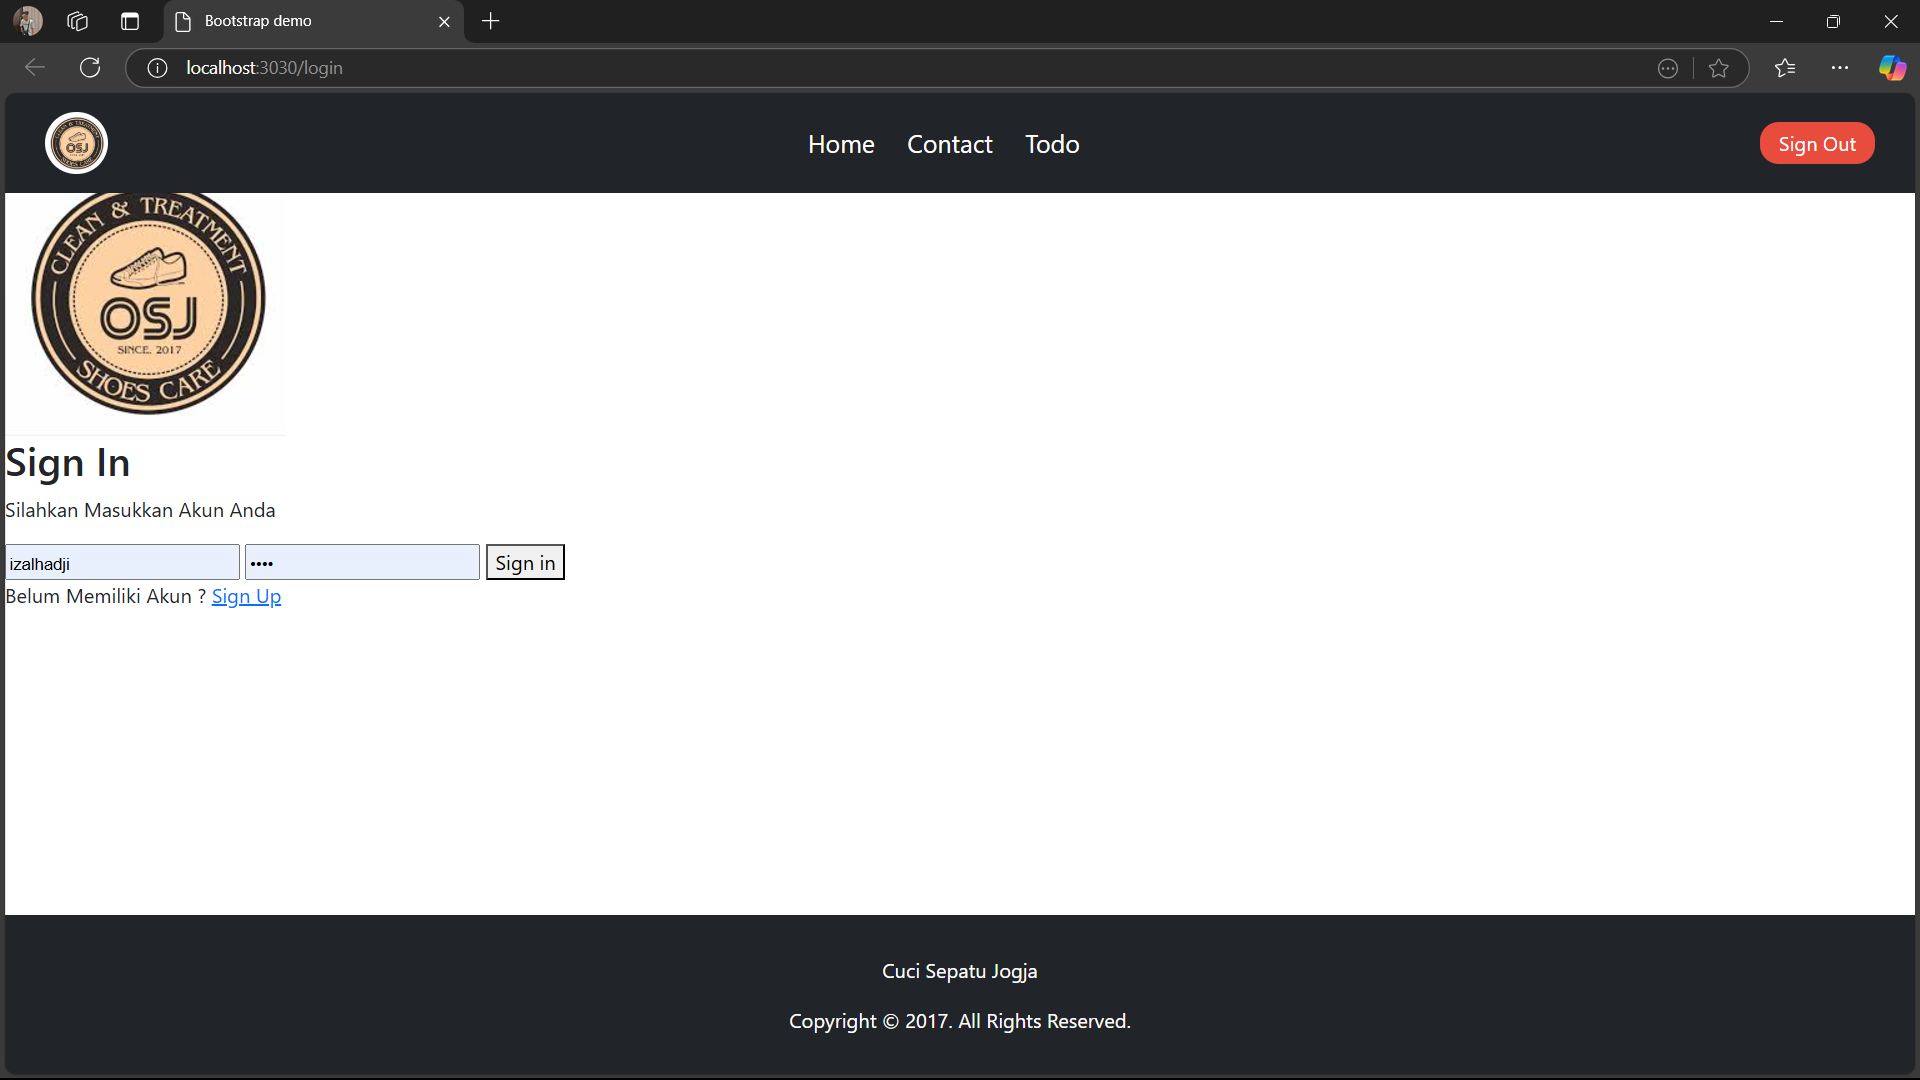 Bootstrap demo
localhost:3030/login
Home Contact Todo
Sign Out
CLEAN & TREATMENT
OSJ
SINCE. 2017
SHOES CARE
Sign In
Silahkan Masukkan Akun Anda
izalhadji
••••
Sign in
Belum Memiliki Akun ? Sign Up
Cuci Sepatu Jogja
Copyright © 2017. All Rights Reserved.